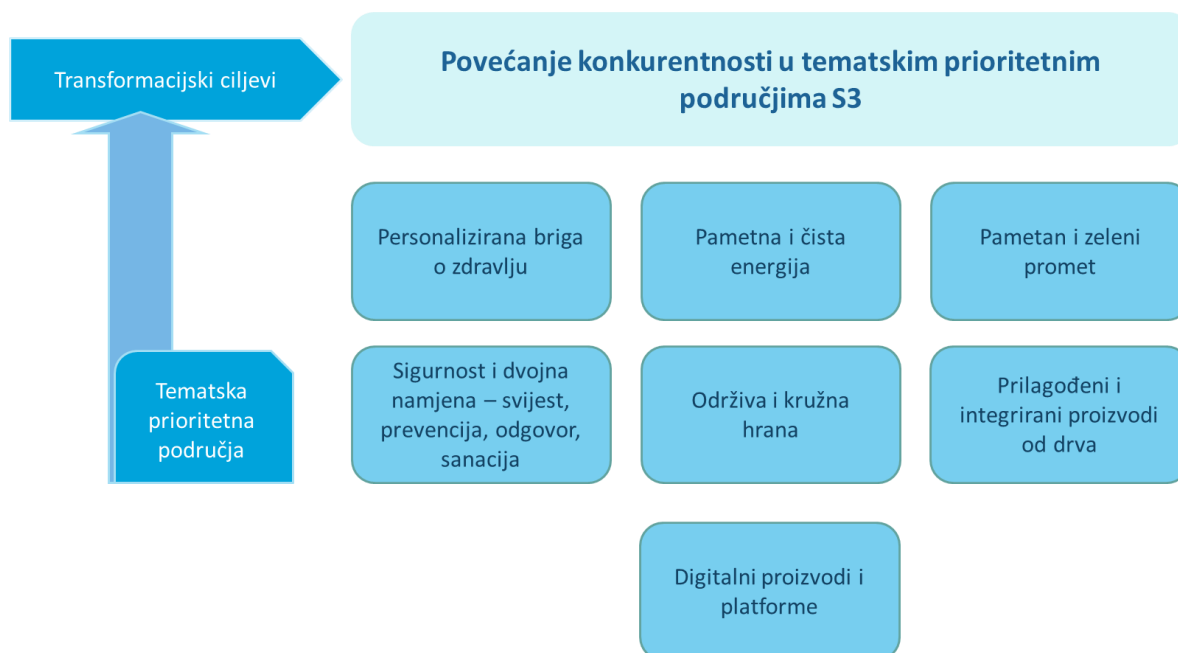 Transformacijski ciljevi
Povećanje konkurentnosti u tematskim prioritetnim
područjima S3
Personalizirana briga
o zdravlju
Pametna i čista
energija
Pametan i zeleni
promet
Tematska
prioritetna
područja
Sigurnost i dvojna
namjena – svijest,
prevencija, odgovor,
sanacija
Održiva i kružna
hrana
Prilagođeni i
integrirani proizvodi
od drva
Digitalni proizvodi i
platforme